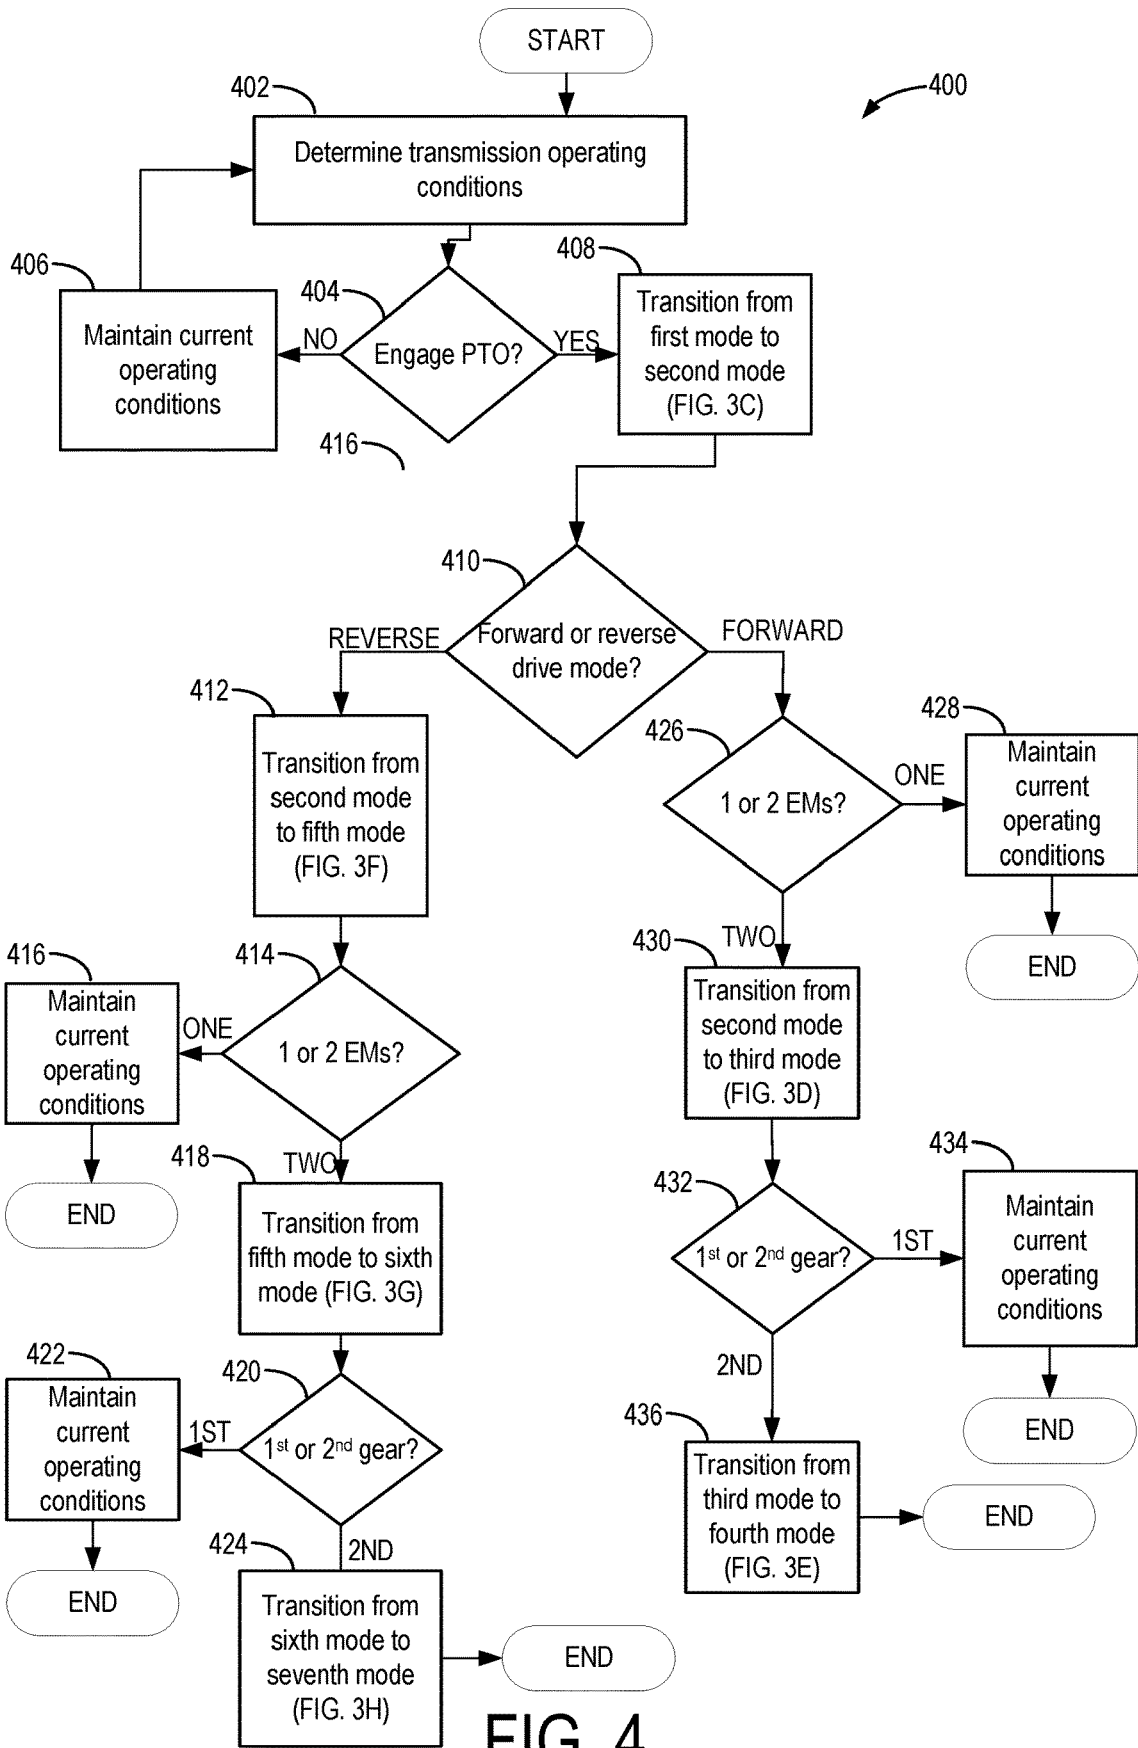 START
402
400
Determine transmission operating
conditions
406
404
408
Maintain current
operating
conditions
NO
Engage PTO?
YES
Transition from
first mode to
second mode
(FIG. 3C)
416
410
REVERSE
Forward or reverse
drive mode?
FORWARD
412
Transition from
second mode
to fifth mode
(FIG. 3F)
426
1 or 2 EMs?
ONE
428
Maintain
current
operating
conditions
END
TWO
416
Maintain
current
operating
conditions
ONE
414
1 or 2 EMs?
END
TWO
430
Transition from
second mode
to third mode
(FIG. 3D)
418
Transition from
fifth mode to sixth
mode (FIG. 3G)
432
1st or 2nd gear?
1ST
434
Maintain
current
operating
conditions
END
2ND
422
Maintain
current
operating
conditions
1ST
420
1st or 2nd gear?
END
2ND
436
Transition from
third mode to
fourth mode
(FIG. 3E)
END
424
Transition from
sixth mode to
seventh mode
(FIG. 3H)
END
FIG. 4